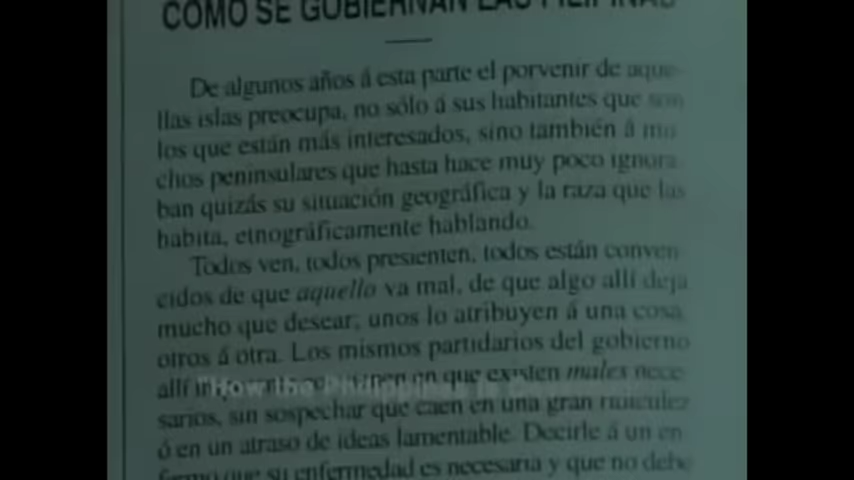 COMO SE GOBIERNAN LAS FILIPINAS
De algunos años á esta parte el porvenir de aque-
llas islas preocupa, no sólo á sus habitantes que son
los que están más interesados, sino también á mu
chos peninsulares que hasta hace muy poco ignora
ban quizás su situación geográfica y la raza que las
habita, etnográficamente hablando.
Todos ven, todos presienten, todos están conven
cidos de que aquello va mal, de que algo allí deja
mucho que desear; unos lo atribuyen á una cosa,
otros á otra. Los mismos partidarios del gobierno
allí en que existen males nece
"How the
sarios, sin sospechar que caen en una gran ridiculez
ó en un atraso de ideas lamentable. Decirle á un en
fermo que su enfermedad es necesaria y que no debe